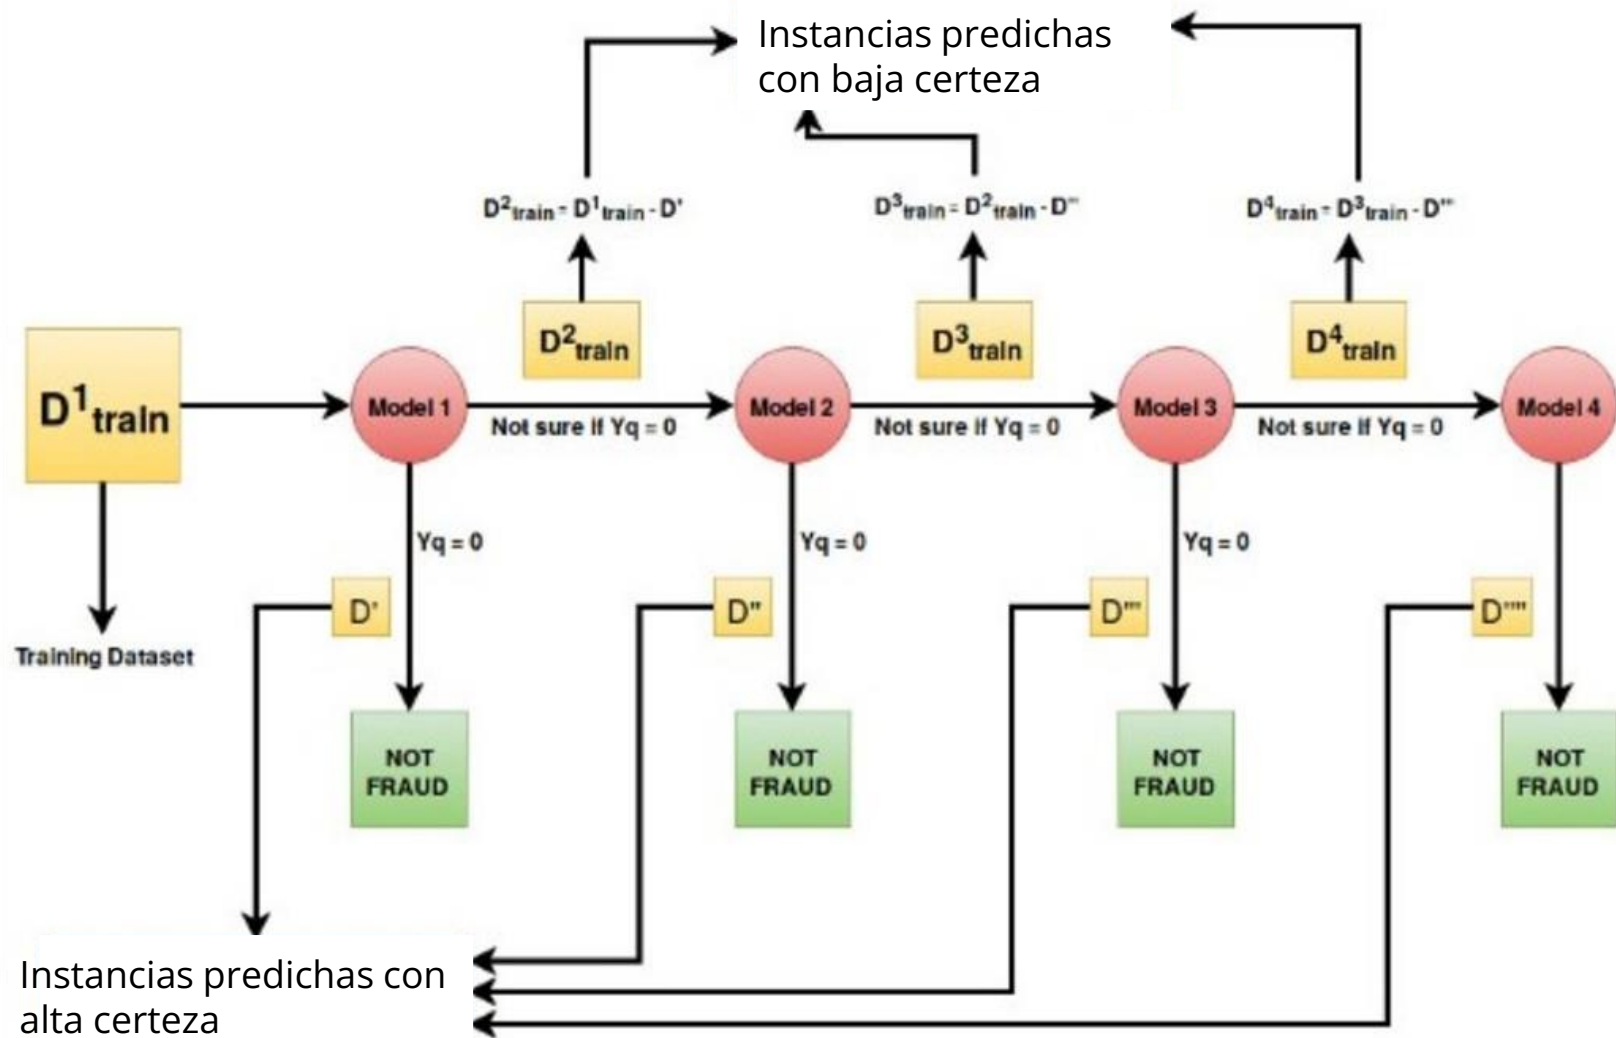 Instancias predichas
con baja certeza
D²train = D¹train - D'
D³train = D²train - D''
D⁴train = D³train - D'''
D¹train
D²train
D³train
D⁴train
Model 1
Model 2
Model 3
Model 4
Not sure if Yq = 0
Not sure if Yq = 0
Not sure if Yq = 0
Yq = 0
Yq = 0
Yq = 0
D'
D''
D'''
D''''
Training Dataset
NOT
FRAUD
NOT
FRAUD
NOT
FRAUD
NOT
FRAUD
Instancias predichas con
alta certeza